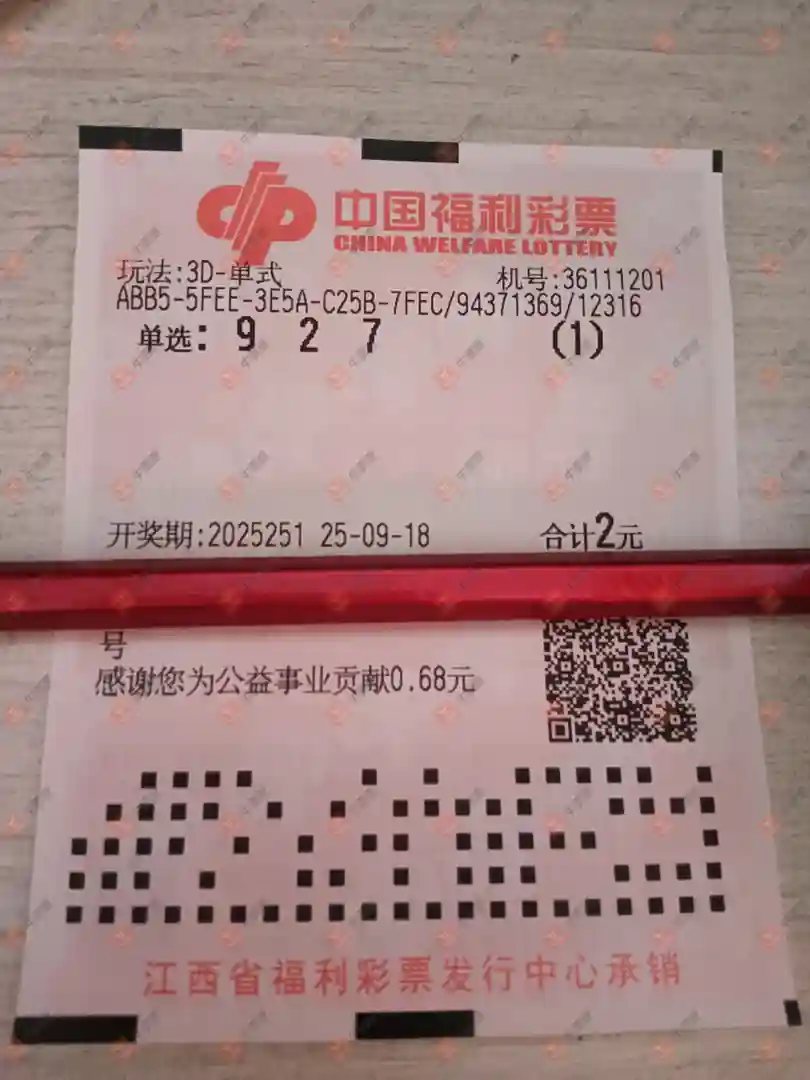 中国福利彩票
CHINA WELFARE LOTTERY
玩法:3D-单式 机号:36111201
ABB5-5FEE-3E5A-C25B-7FEC/94371369/12316
单选: 9 2 7 (1)
开奖期:2025251 25-09-18 合计2元
号
感谢您为公益事业贡献0.68元
江西省福利彩票发行中心承销